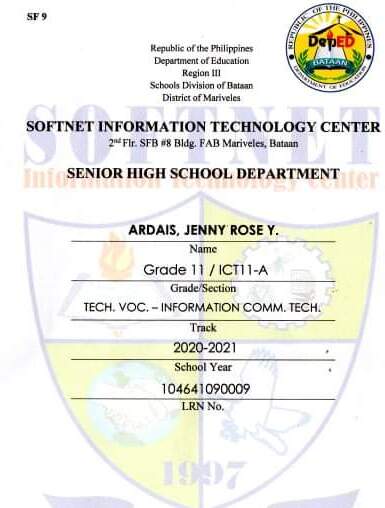 SF 9
REPUBLIC OF THE PHILIPPINES
DepED
BATAAN
DEPARTMENT OF EDUCATION
Republic of the Philippines
Department of Education
Region III
Schools Division of Bataan
District of Mariveles
SOFTNET
SOFTNET INFORMATION TECHNOLOGY CENTER
2nd Flr. SFB #8 Bldg. FAB Mariveles, Bataan
Information Technology Center
SENIOR HIGH SCHOOL DEPARTMENT
ARDAIS, JENNY ROSE Y.
Name
Grade 11 / ICT11-A
Grade/Section
TECH. VOC. – INFORMATION COMM. TECH.
Track
2020-2021
School Year
104641090009
LRN No.
1997